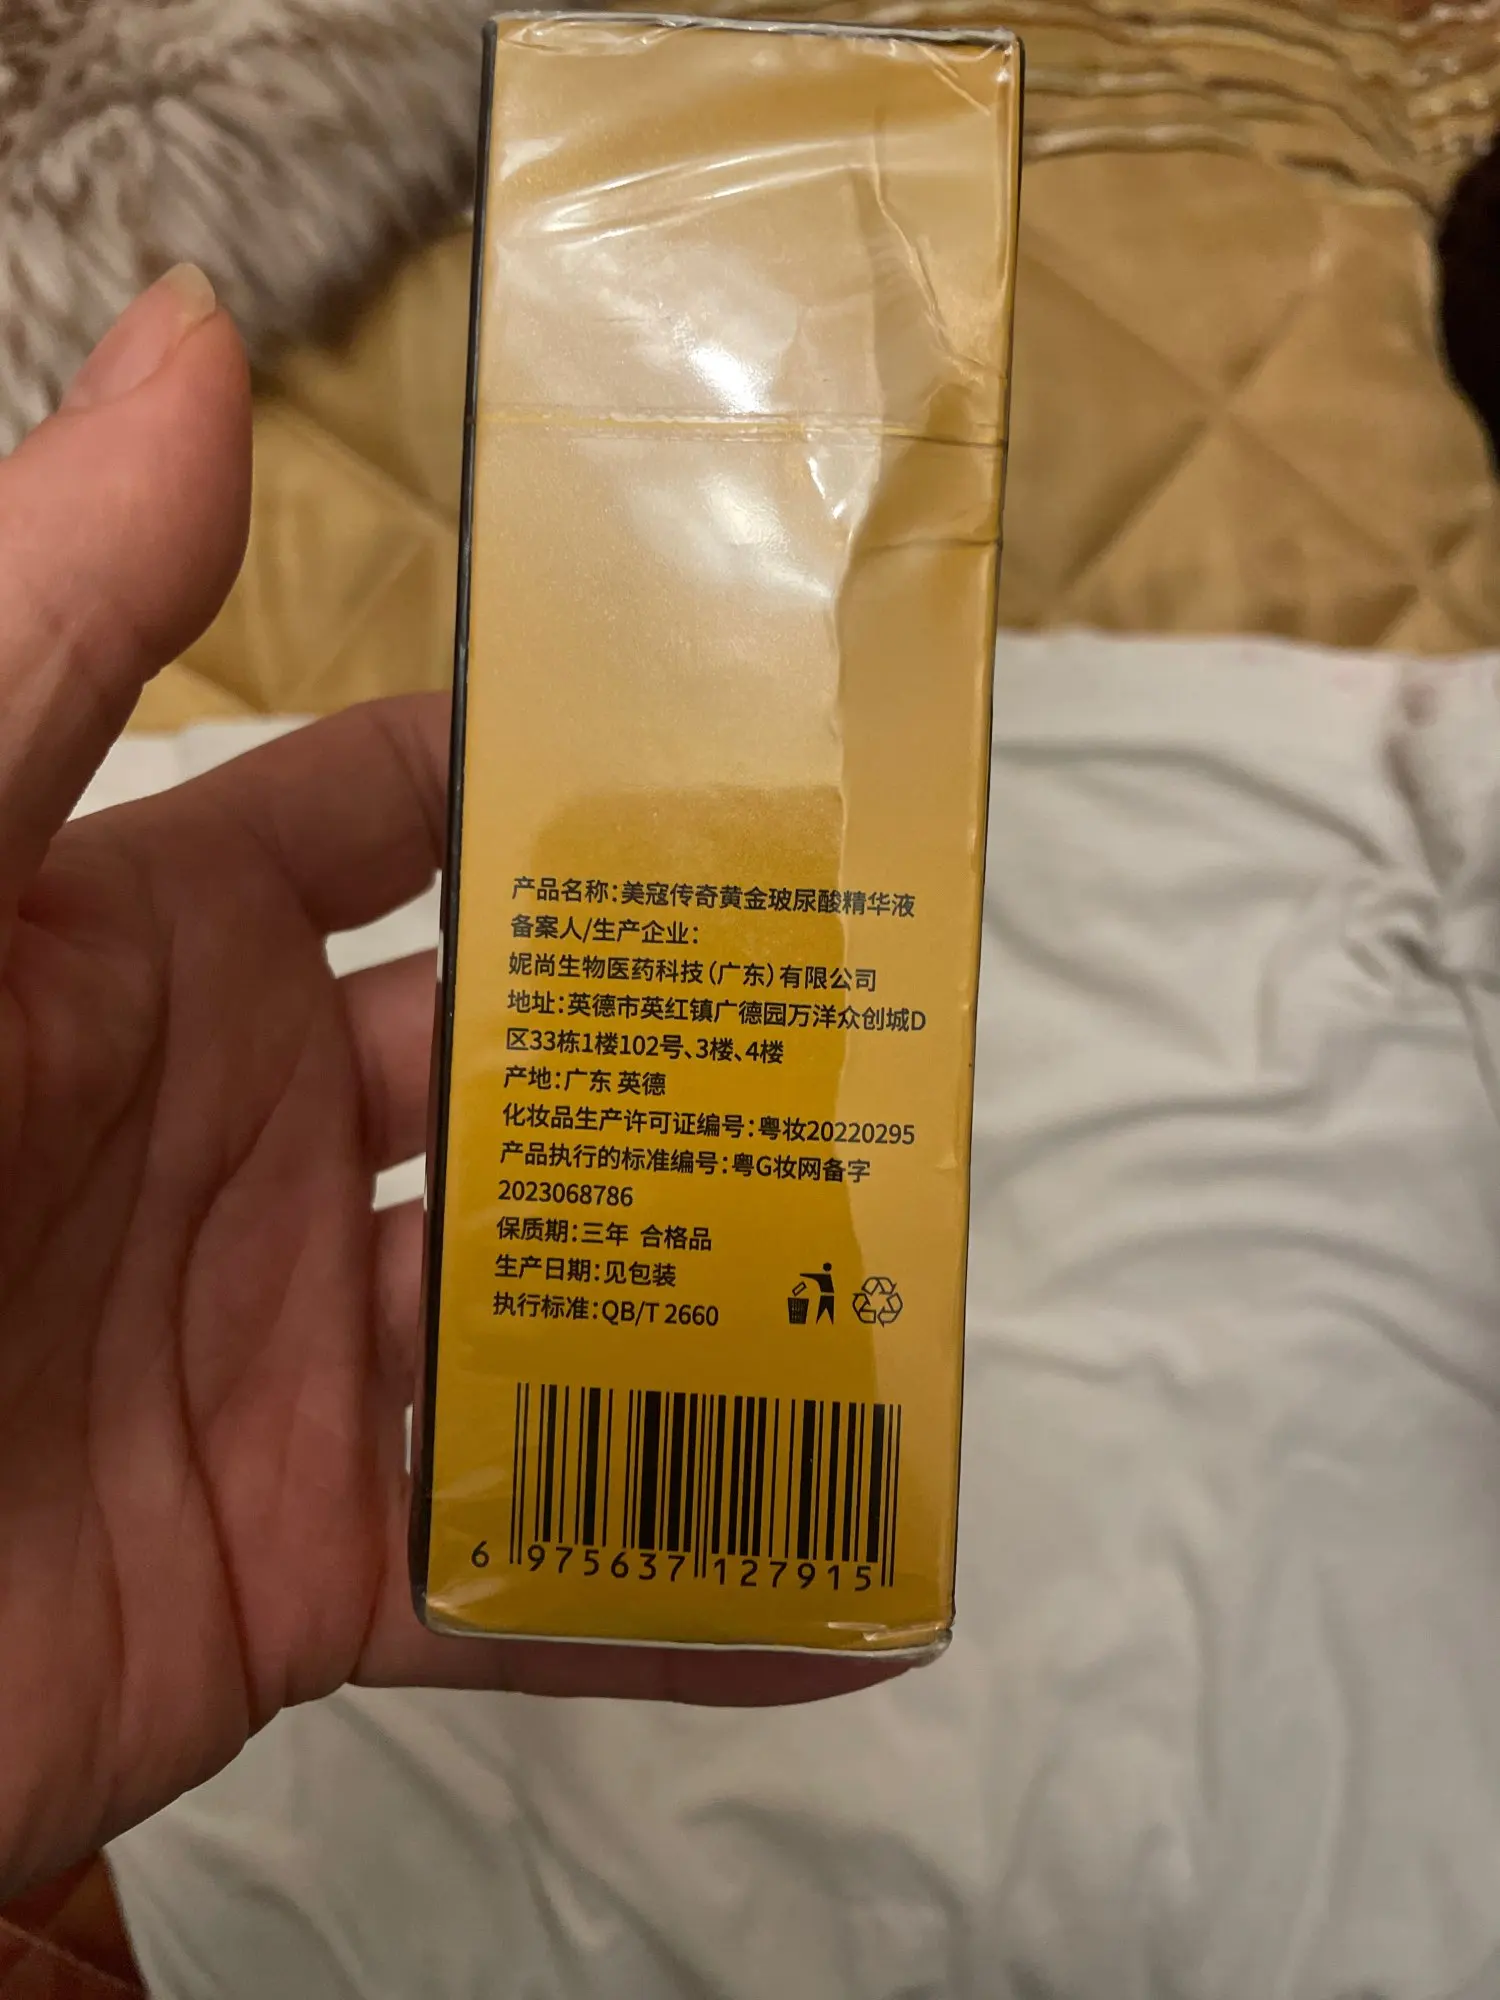 产品名称：美寇传奇黄金玻尿酸精华液
备案人/生产企业：
妮尚生物医药科技（广东）有限公司
地址：英德市英红镇广德园万洋众创城D
区33栋1楼102号、3楼、4楼
产地：广东 英德
化妆品生产许可证编号：粤妆20220295
产品执行的标准编号：粤G妆网备字
2023068786
保质期：三年 合格品
生产日期：见包装
执行标准：QB/T 2660
6 975637 127915